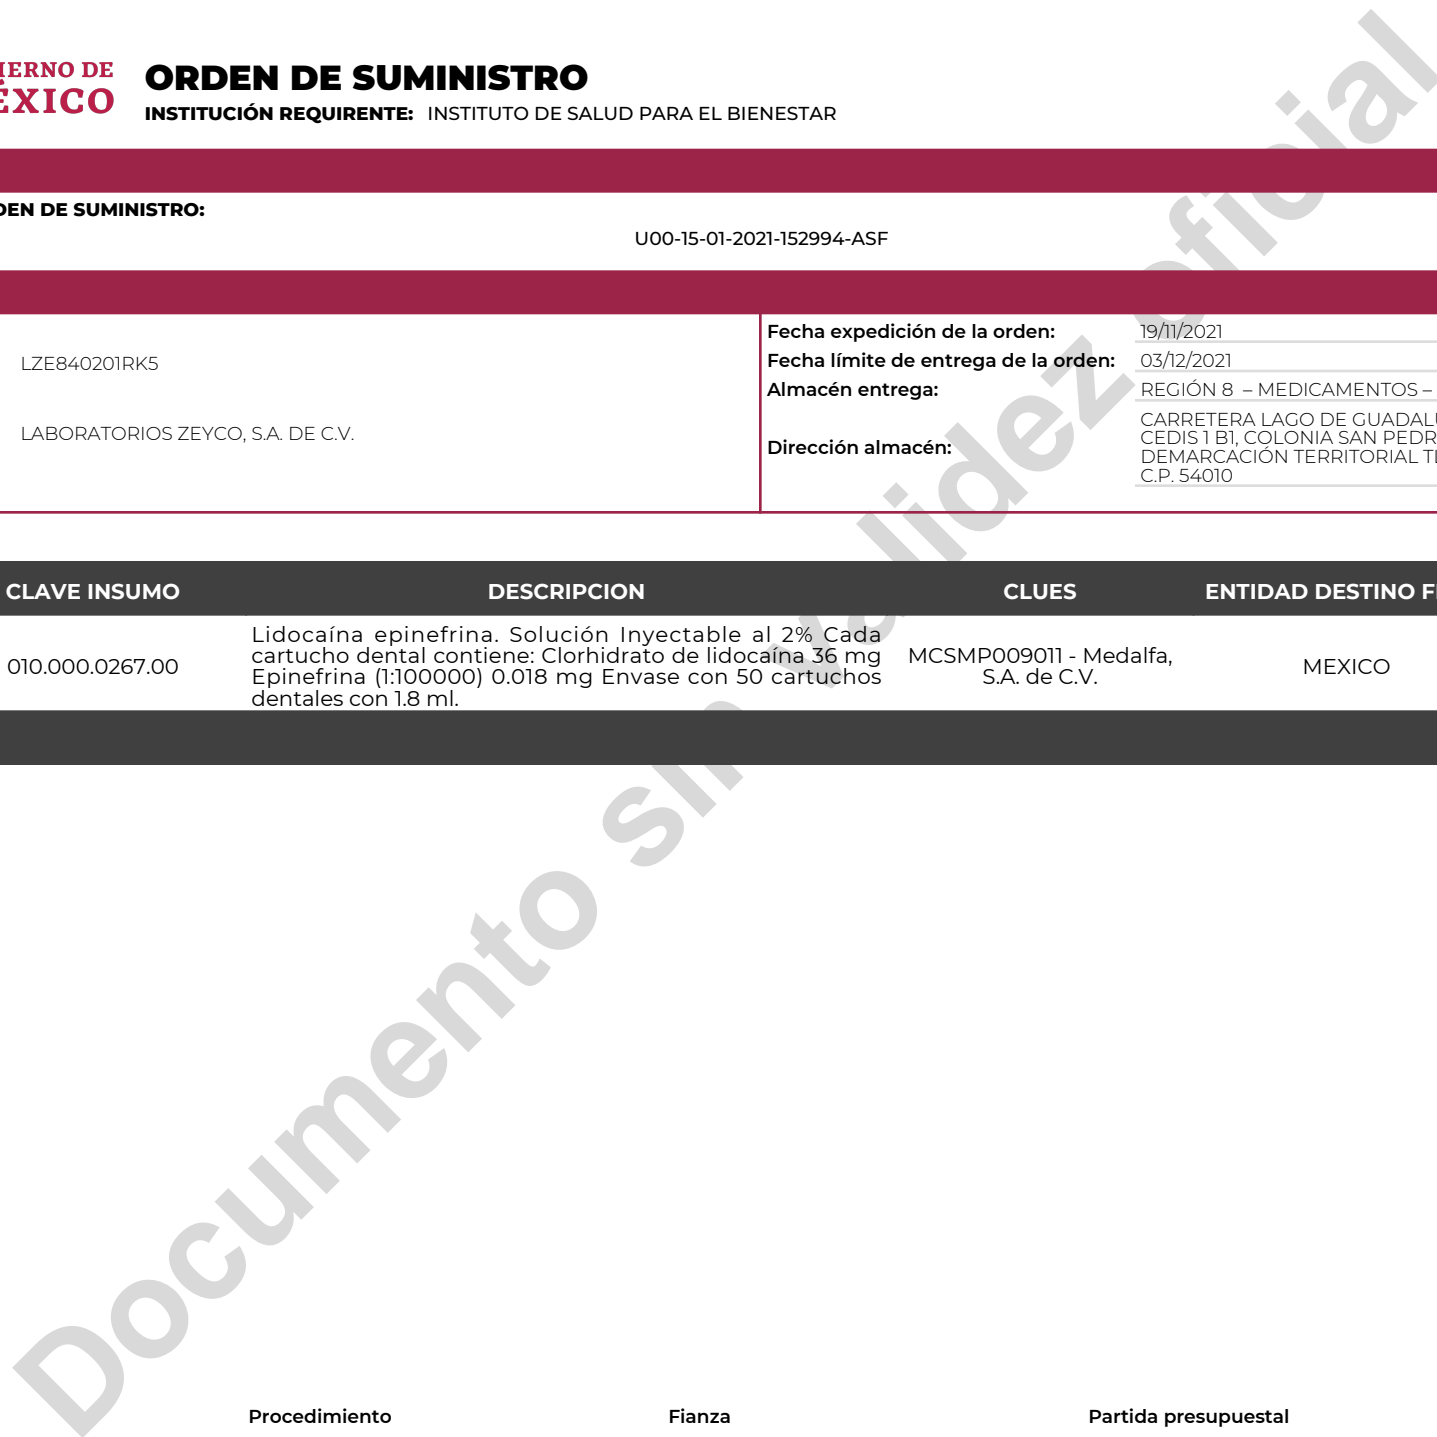 IERNO DE
ÉXICO
ORDEN DE SUMINISTRO
INSTITUCIÓN REQUIRENTE: INSTITUTO DE SALUD PARA EL BIENESTAR
DEN DE SUMINISTRO:
U00-15-01-2021-152994-ASF
LZE840201RK5
LABORATORIOS ZEYCO, S.A. DE C.V.
Fecha expedición de la orden: 19/11/2021
Fecha límite de entrega de la orden: 03/12/2021
Almacén entrega: REGIÓN 8 – MEDICAMENTOS –
Dirección almacén:
CARRETERA LAGO DE GUADALU
CEDIS 1 B1, COLONIA SAN PEDR
DEMARCACIÓN TERRITORIAL TL
C.P. 54010
CLAVE INSUMO DESCRIPCION CLUES ENTIDAD DESTINO FI
010.000.0267.00
Lidocaína epinefrina. Solución Inyectable al 2% Cada
cartucho dental contiene: Clorhidrato de lidocaína 36 mg
Epinefrina (1:100000) 0.018 mg Envase con 50 cartuchos
dentales con 1.8 ml.
MCSMP009011 - Medalfa,
S.A. de C.V.
MEXICO
Documento sin validez oficial
Procedimiento Fianza Partida presupuestal